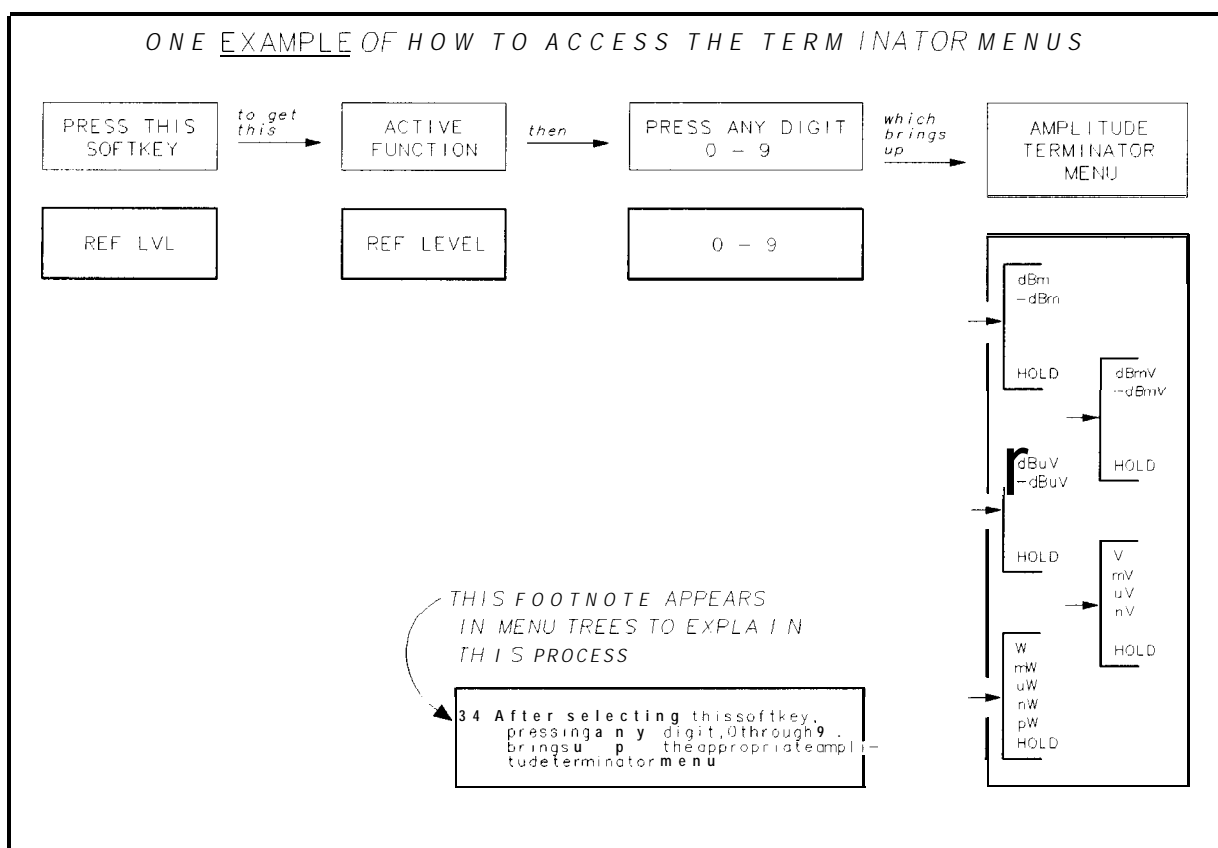 ONE EXAMPLE OF HOW TO ACCESS THE TERMINATOR MENUS
PRESS THIS
SOFTKEY
to get
this
ACTIVE
FUNCTION
then
PRESS ANY DIGIT
0 - 9
which
brings
up
AMPLITUDE
TERMINATOR
MENU
REF LVL
REF LEVEL
0 - 9
dBm
-dBm
HOLD
dBmV
-dBmV
HOLD
dBuV
-dBuV
HOLD
V
mV
uV
nV
HOLD
W
mW
uW
nW
pW
HOLD
THIS FOOTNOTE APPEARS
IN MENU TREES TO EXPLAIN
THIS PROCESS
34 After selecting this softkey,
pressing any digit, 0 through 9.
brings up the appropriate ampli-
tude terminator menu